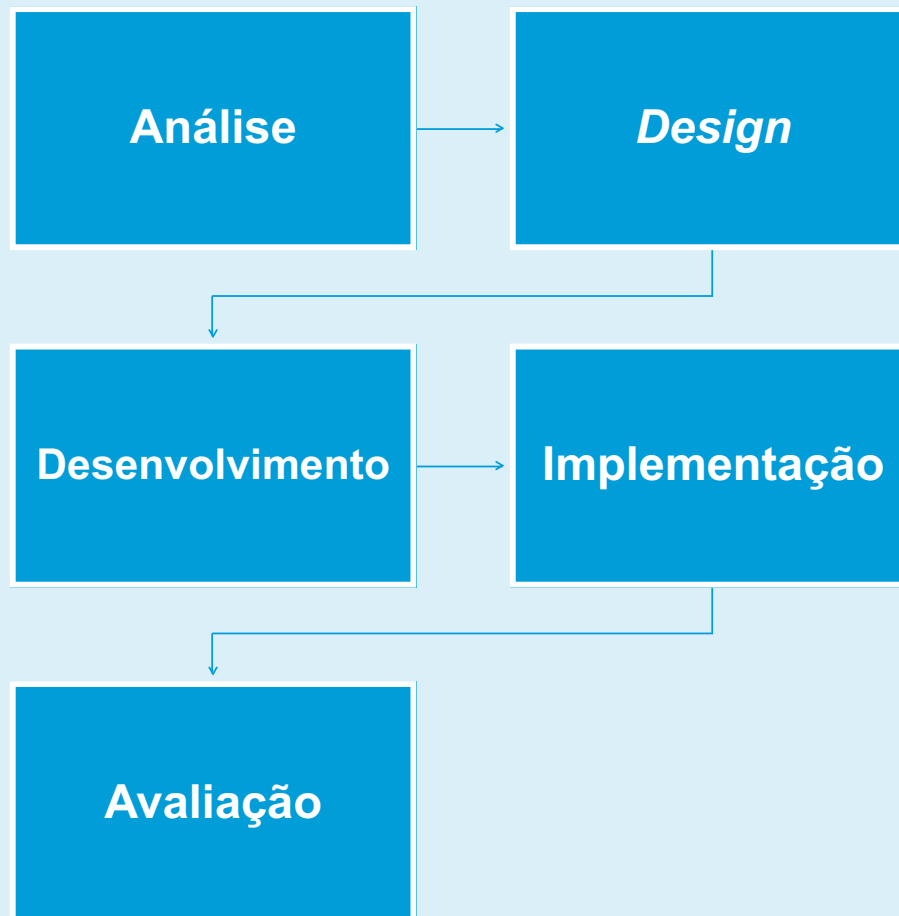 Análise
Design
Desenvolvimento
Implementação
Avaliação